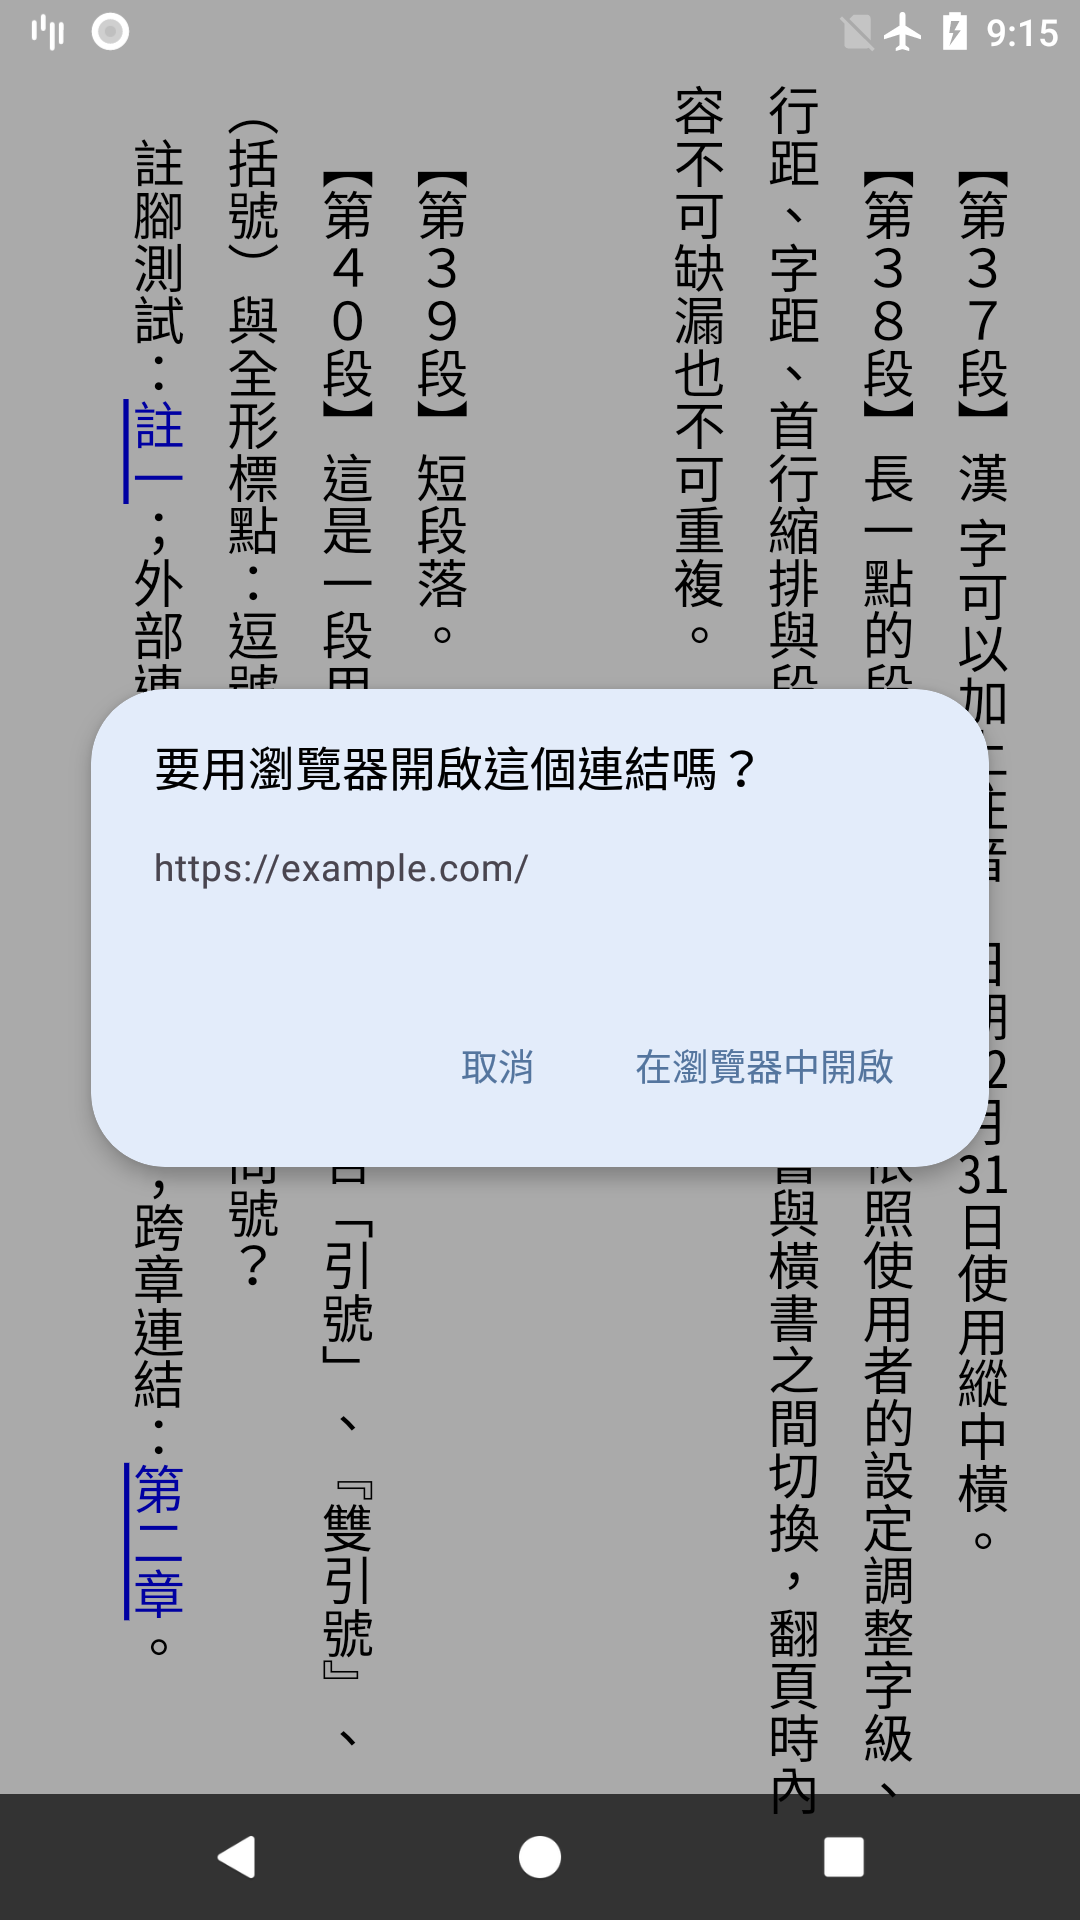 9:15
【第３７段】漢字可以加
日期
31日使用縱中橫。
【第３８段】長一點的段
依照使用者的設定調整字級、
行距、字距、首行縮排與段
書與橫書之間切換，翻頁時內
容不可缺漏也不可重複。
【第３９段】短段落。
【第４０段】這是一段用
「引號」、『雙引號』、
（括號）與全形標點：逗號
問號？
註腳測試：註一；外部連
，跨章連結：第二章。
要用瀏覽器開啟這個連結嗎？
https://example.com/
取消
在瀏覽器中開啟